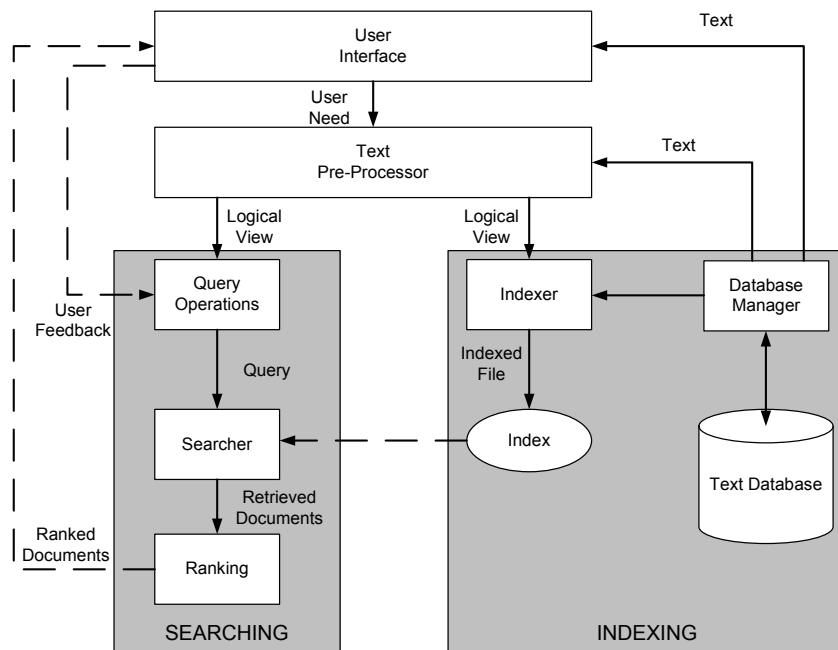 Text
User
Interface
User
Need
Text
Text
Pre-Processor
Logical
View
Logical
View
Query
Operations
Indexer
Database
Manager
User
Feedback
Indexed
File
Query
Searcher
Index
Text Database
Retrieved
Documents
Ranked
Documents
Ranking
SEARCHING
INDEXING